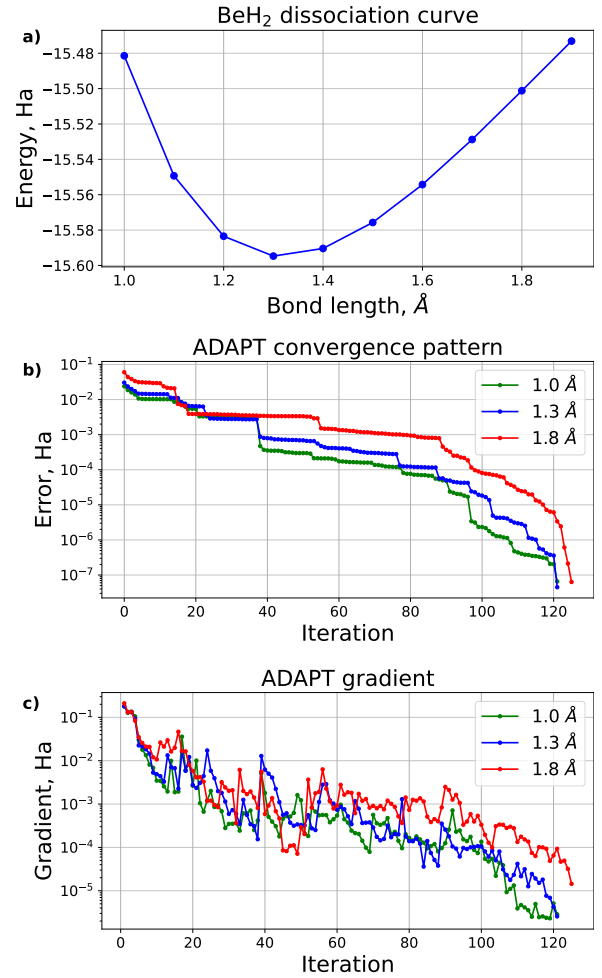 BeH₂ dissociation curve
a)
−15.48
−15.50
−15.52
−15.54
−15.56
−15.58
−15.60
Energy, Ha
1.0 1.2 1.4 1.6 1.8
Bond length, Å
ADAPT convergence pattern
b)
10⁻¹
10⁻²
10⁻³
10⁻⁴
10⁻⁵
10⁻⁶
10⁻⁷
Error, Ha
1.0 Å
1.3 Å
1.8 Å
0 20 40 60 80 100 120
Iteration
ADAPT gradient
c)
10⁻¹
10⁻²
10⁻³
10⁻⁴
10⁻⁵
Gradient, Ha
1.0 Å
1.3 Å
1.8 Å
0 20 40 60 80 100 120
Iteration